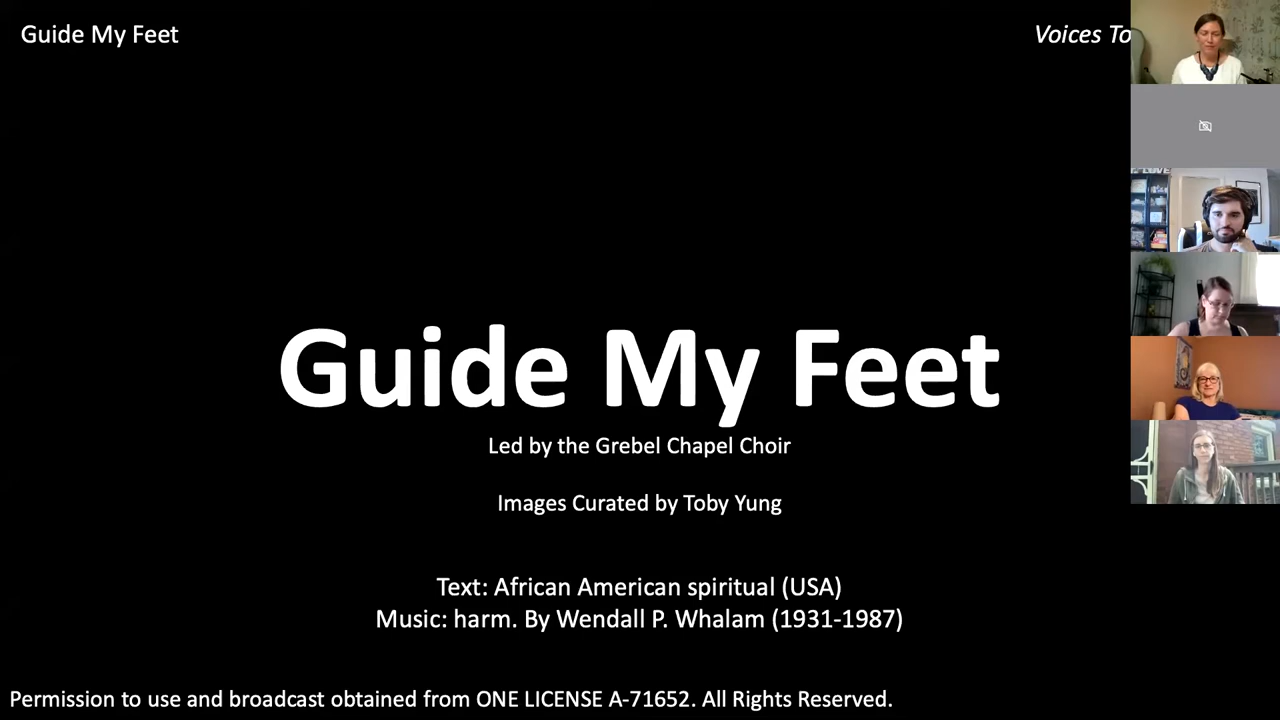 Guide My Feet
Voices To
LOVE
Guide My Feet
Led by the Grebel Chapel Choir
Images Curated by Toby Yung
Text: African American spiritual (USA)
Music: harm. By Wendall P. Whalam (1931-1987)
Permission to use and broadcast obtained from ONE LICENSE A-71652. All Rights Reserved.